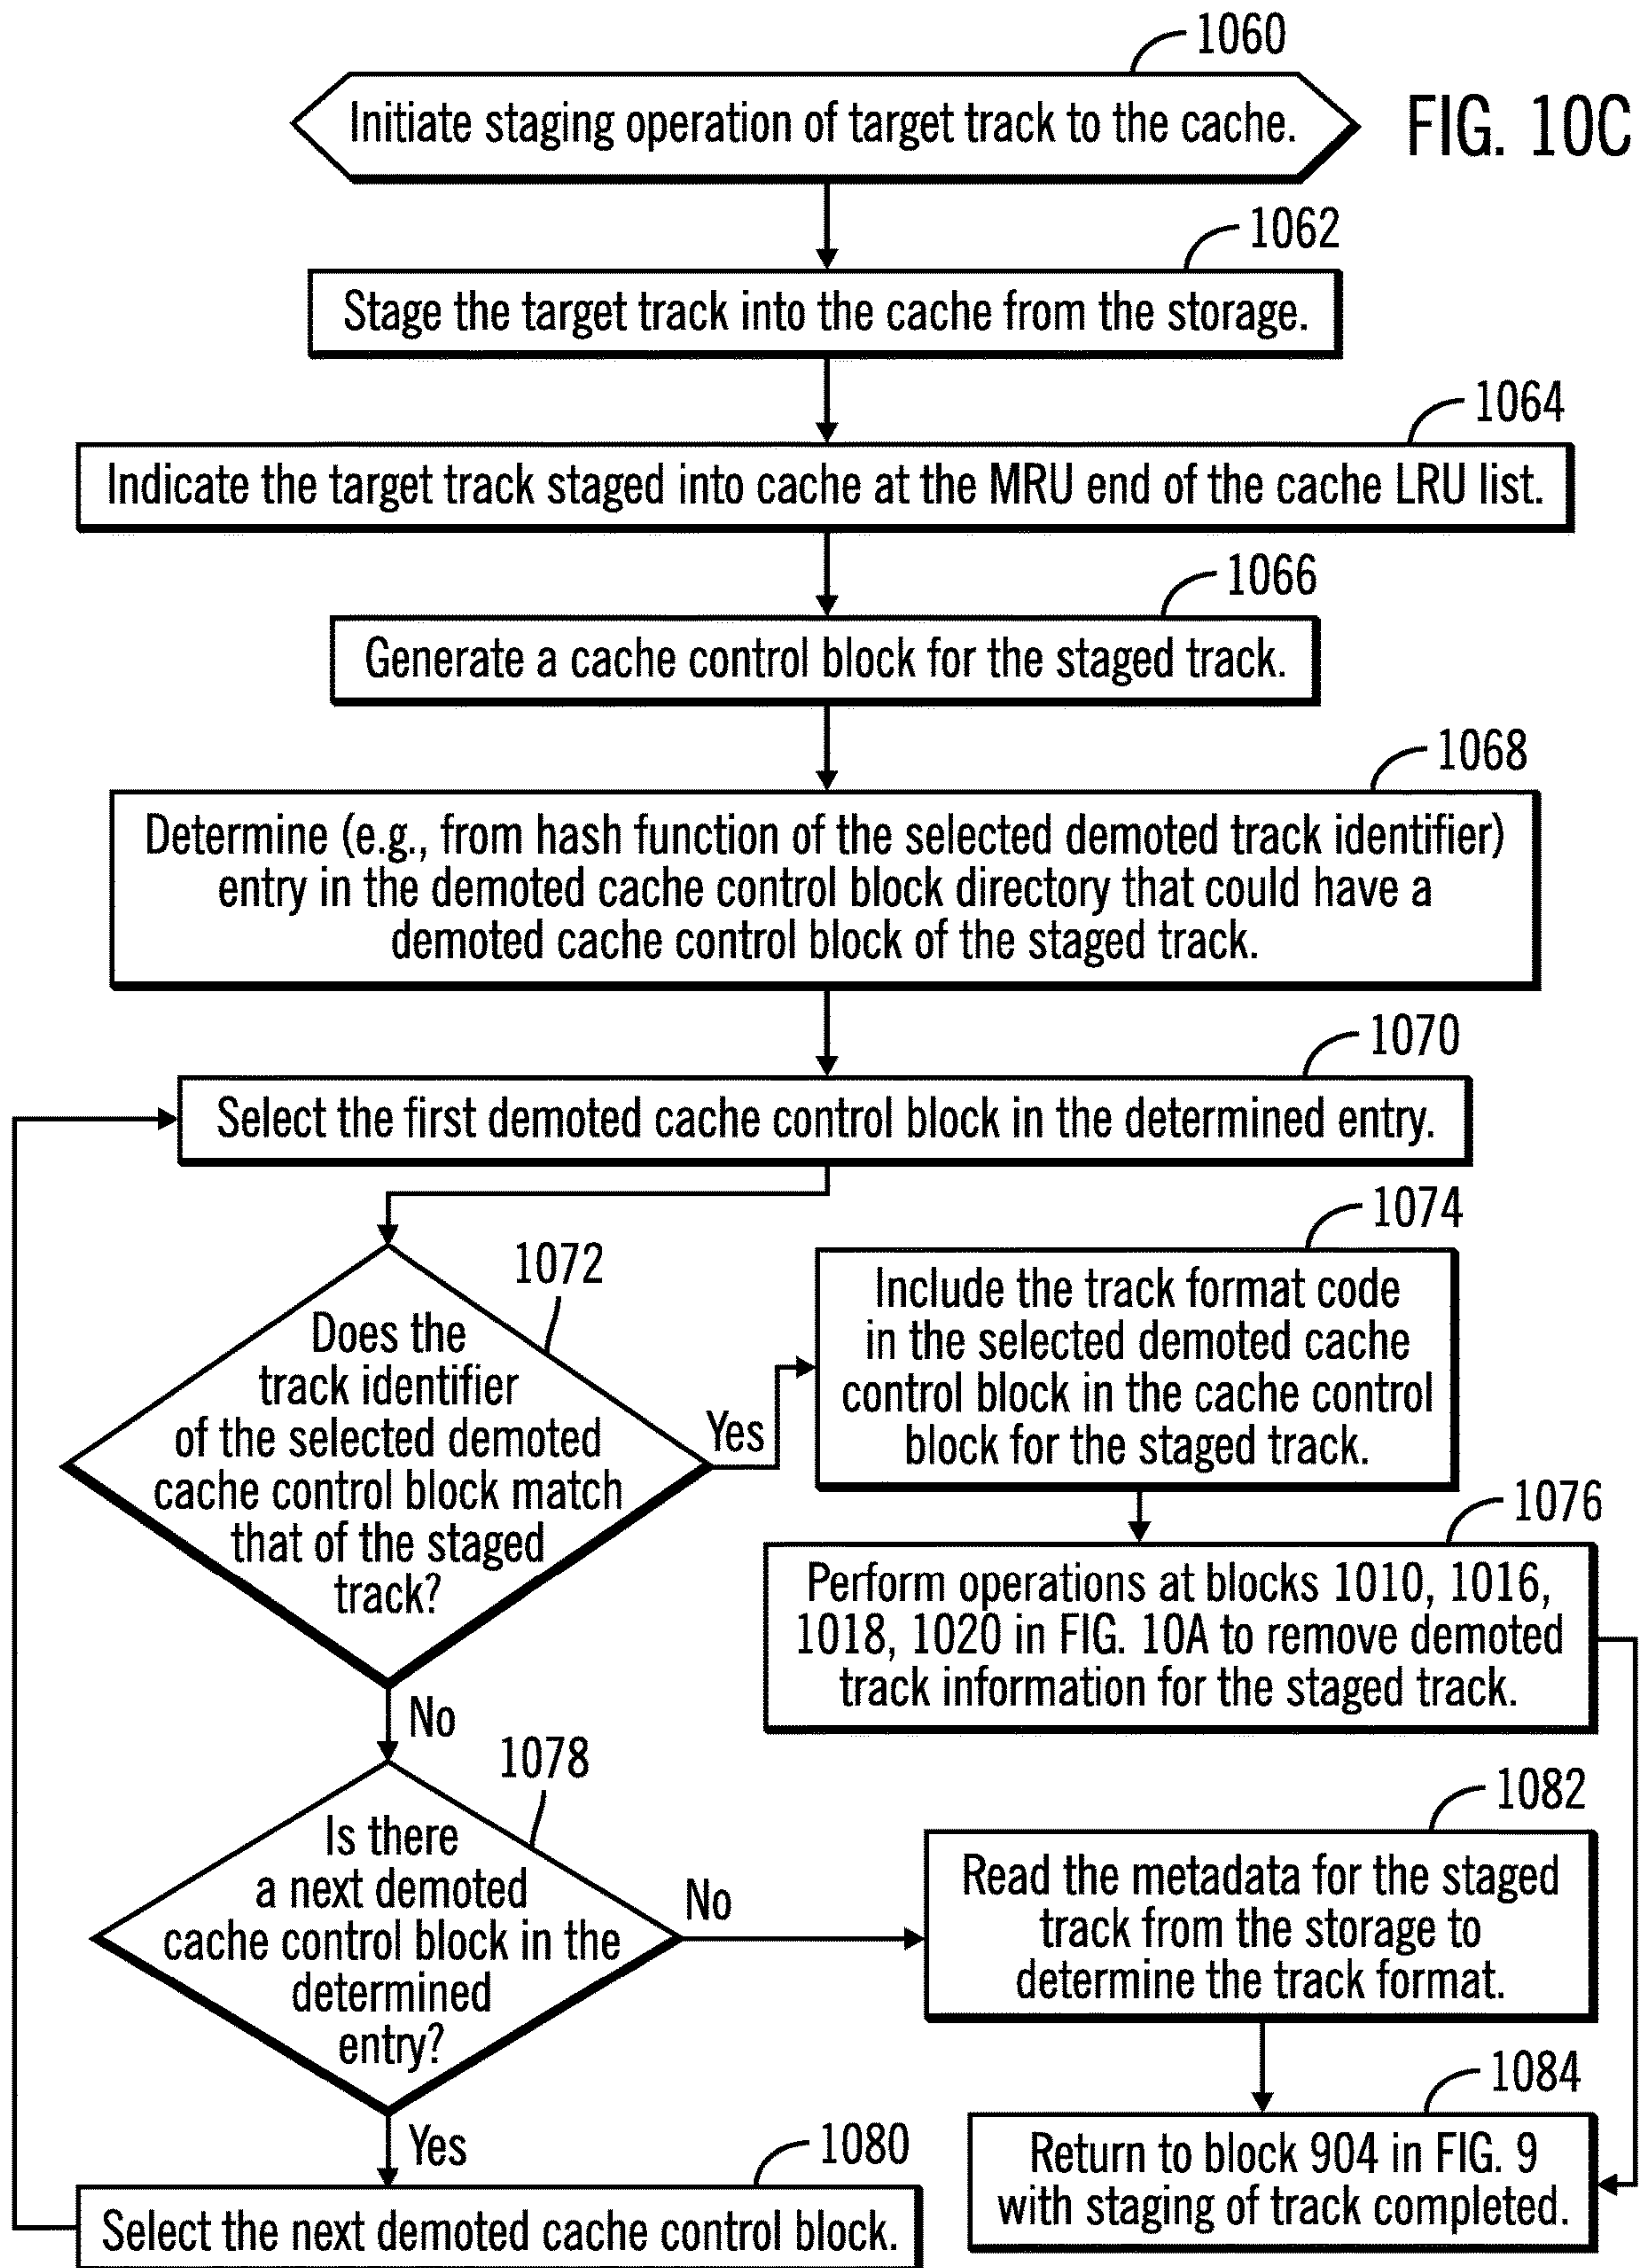 1060
Initiate staging operation of target track to the cache.
FIG. 10C
1062
Stage the target track into the cache from the storage.
1064
Indicate the target track staged into cache at the MRU end of the cache LRU list.
1066
Generate a cache control block for the staged track.
1068
Determine (e.g., from hash function of the selected demoted track identifier)
entry in the demoted cache control block directory that could have a
demoted cache control block of the staged track.
1070
Select the first demoted cache control block in the determined entry.
1072
Does the
track identifier
of the selected demoted
cache control block match
that of the staged
track?
Yes
No
1074
Include the track format code
in the selected demoted cache
control block in the cache control
block for the staged track.
1076
Perform operations at blocks 1010, 1016,
1018, 1020 in FIG. 10A to remove demoted
track information for the staged track.
1078
Is there
a next demoted
cache control block in the
determined
entry?
No
Yes
1082
Read the metadata for the staged
track from the storage to
determine the track format.
1084
Return to block 904 in FIG. 9
with staging of track completed.
1080
Select the next demoted cache control block.